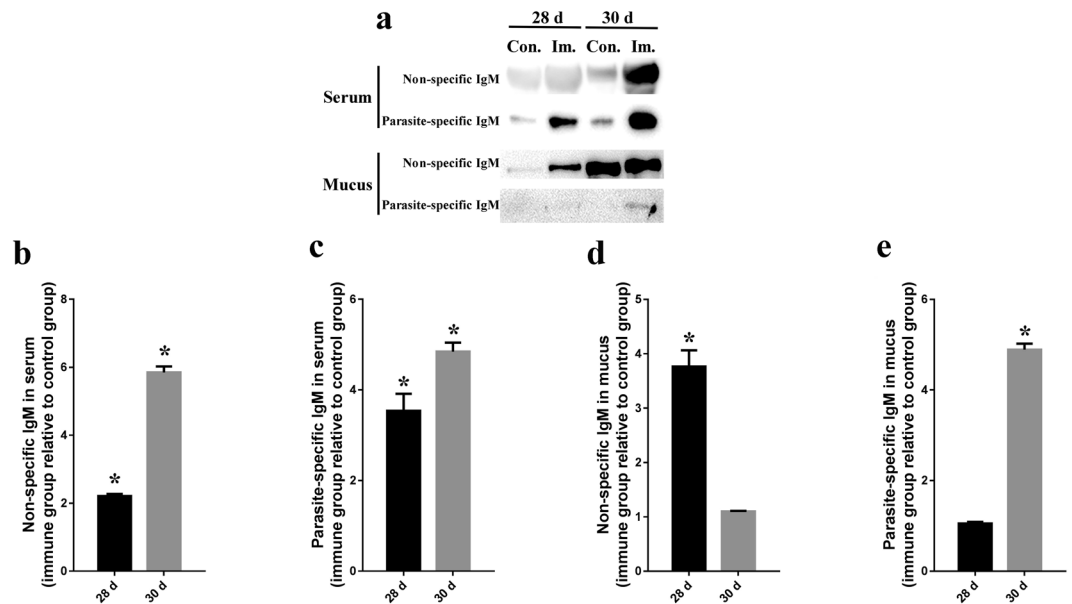 a
28 d 30 d
Con. Im. Con. Im.
Serum
Non-specific IgM
Parasite-specific IgM
Mucus
Non-specific IgM
Parasite-specific IgM
b
Non-specific IgM in serum
(immune group relative to control group)
8
6
4
2
0
*
*
28 d
30 d
c
Parasite-specific IgM in serum
(immune group relative to control group)
6
4
2
0
*
*
28 d
30 d
d
Non-specific IgM in mucus
(immune group relative to control group)
5
4
3
2
1
0
*
28 d
30 d
e
Parasite-specific IgM in mucus
(immune group relative to control group)
6
4
2
0
*
28 d
30 d